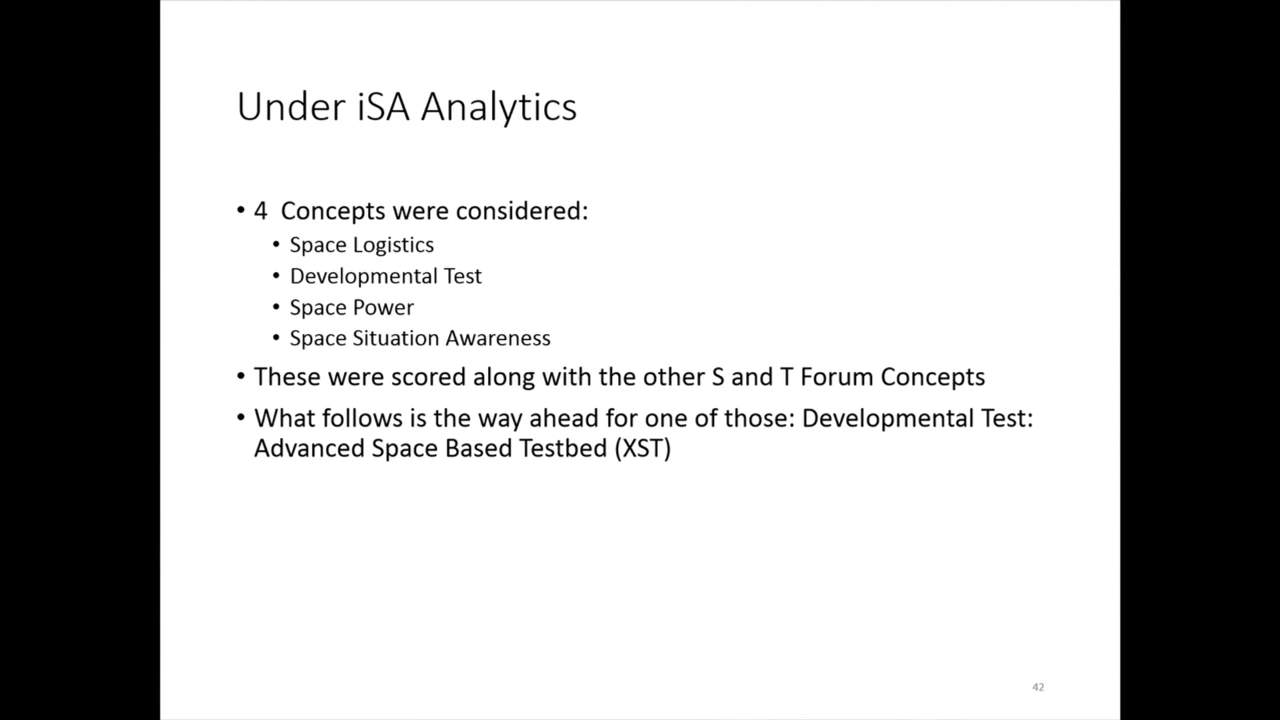 Under iSA Analytics
• 4  Concepts were considered:
• Space Logistics
• Developmental Test
• Space Power
• Space Situation Awareness
• These were scored along with the other S and T Forum Concepts
• What follows is the way ahead for one of those: Developmental Test:
Advanced Space Based Testbed (XST)
42